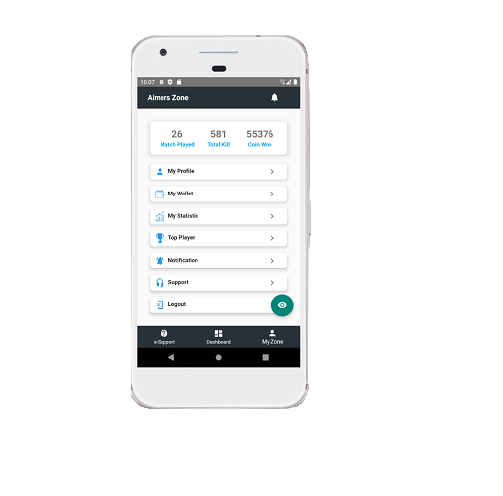 10:07
Aimers Zone
26 581 55376
Match Played Total Kill Coin Won
My Profile
My Wallet
My Statistic
Top Player
Notification
Support
Logout
e-Support Dashboard MyZone